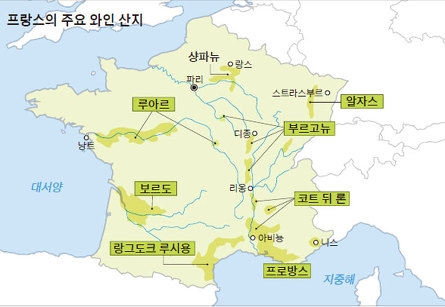 프랑스의 주요 와인 산지
샹파뉴
랑스
파리
스트라스부르
알자스
루아르
부르고뉴
디종
낭트
대서양
보르도
리옹
코트 뒤 론
랑그도크 루시용
아비뇽
니스
프로방스
지중해